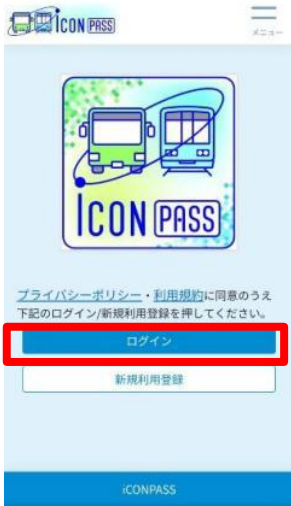 iCON PASS
メニュー
iCON PASS
プライバシーポリシー・利用規約に同意のうえ
下記のログイン/新規利用登録を押してください。
ログイン
新規利用登録
iCONPASS